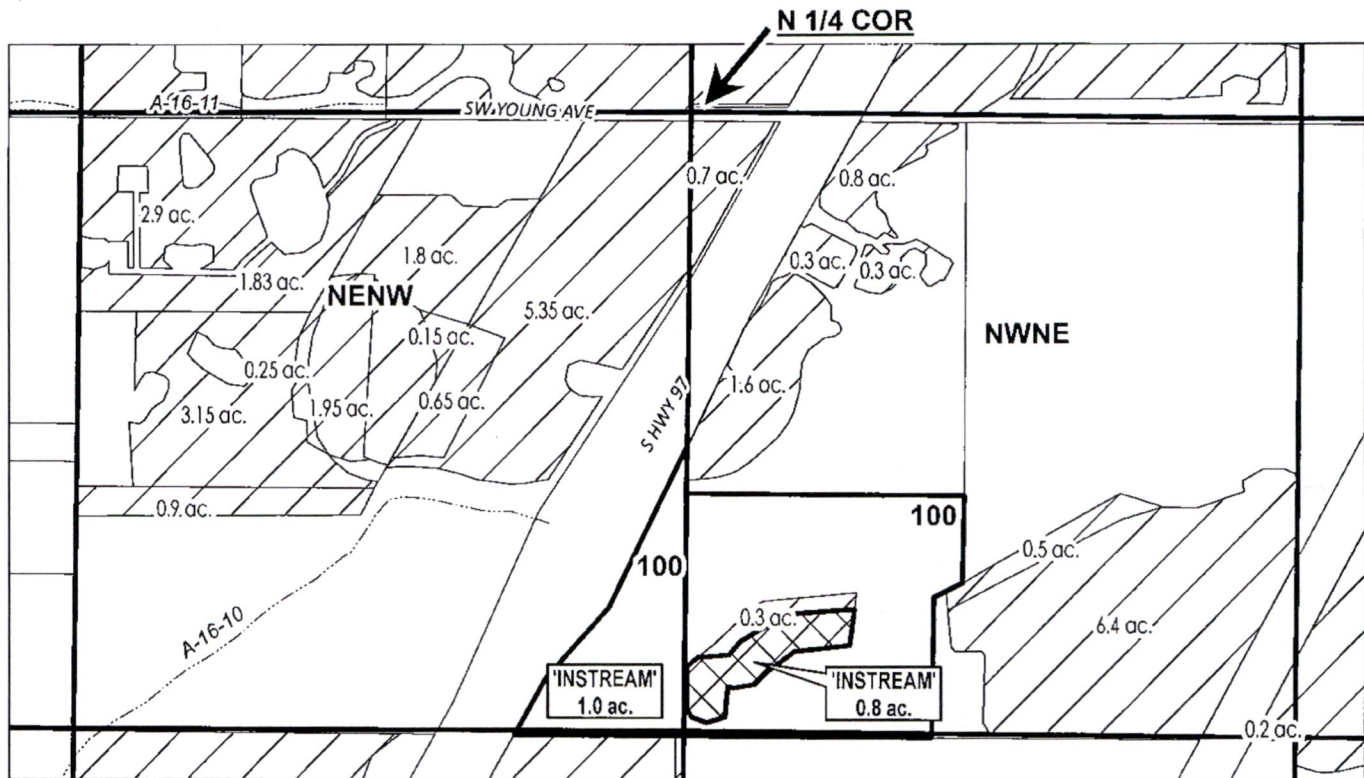 N 1/4 COR
A-16-11
SW YOUNG AVE
0.7 ac.
0.8 ac.
2.9 ac.
1.8 ac.
0.3 ac.
0.3 ac.
1.83 ac.
NENW
5.35 ac.
0.15 ac.
NWNE
0.25 ac.
1.6 ac.
3.15 ac.
1.95 ac.
0.65 ac.
S HWY 97
0.9 ac.
100
100
0.5 ac.
A-16-10
0.3 ac.
6.4 ac.
'INSTREAM'
1.0 ac.
'INSTREAM'
0.8 ac.
0.2 ac.